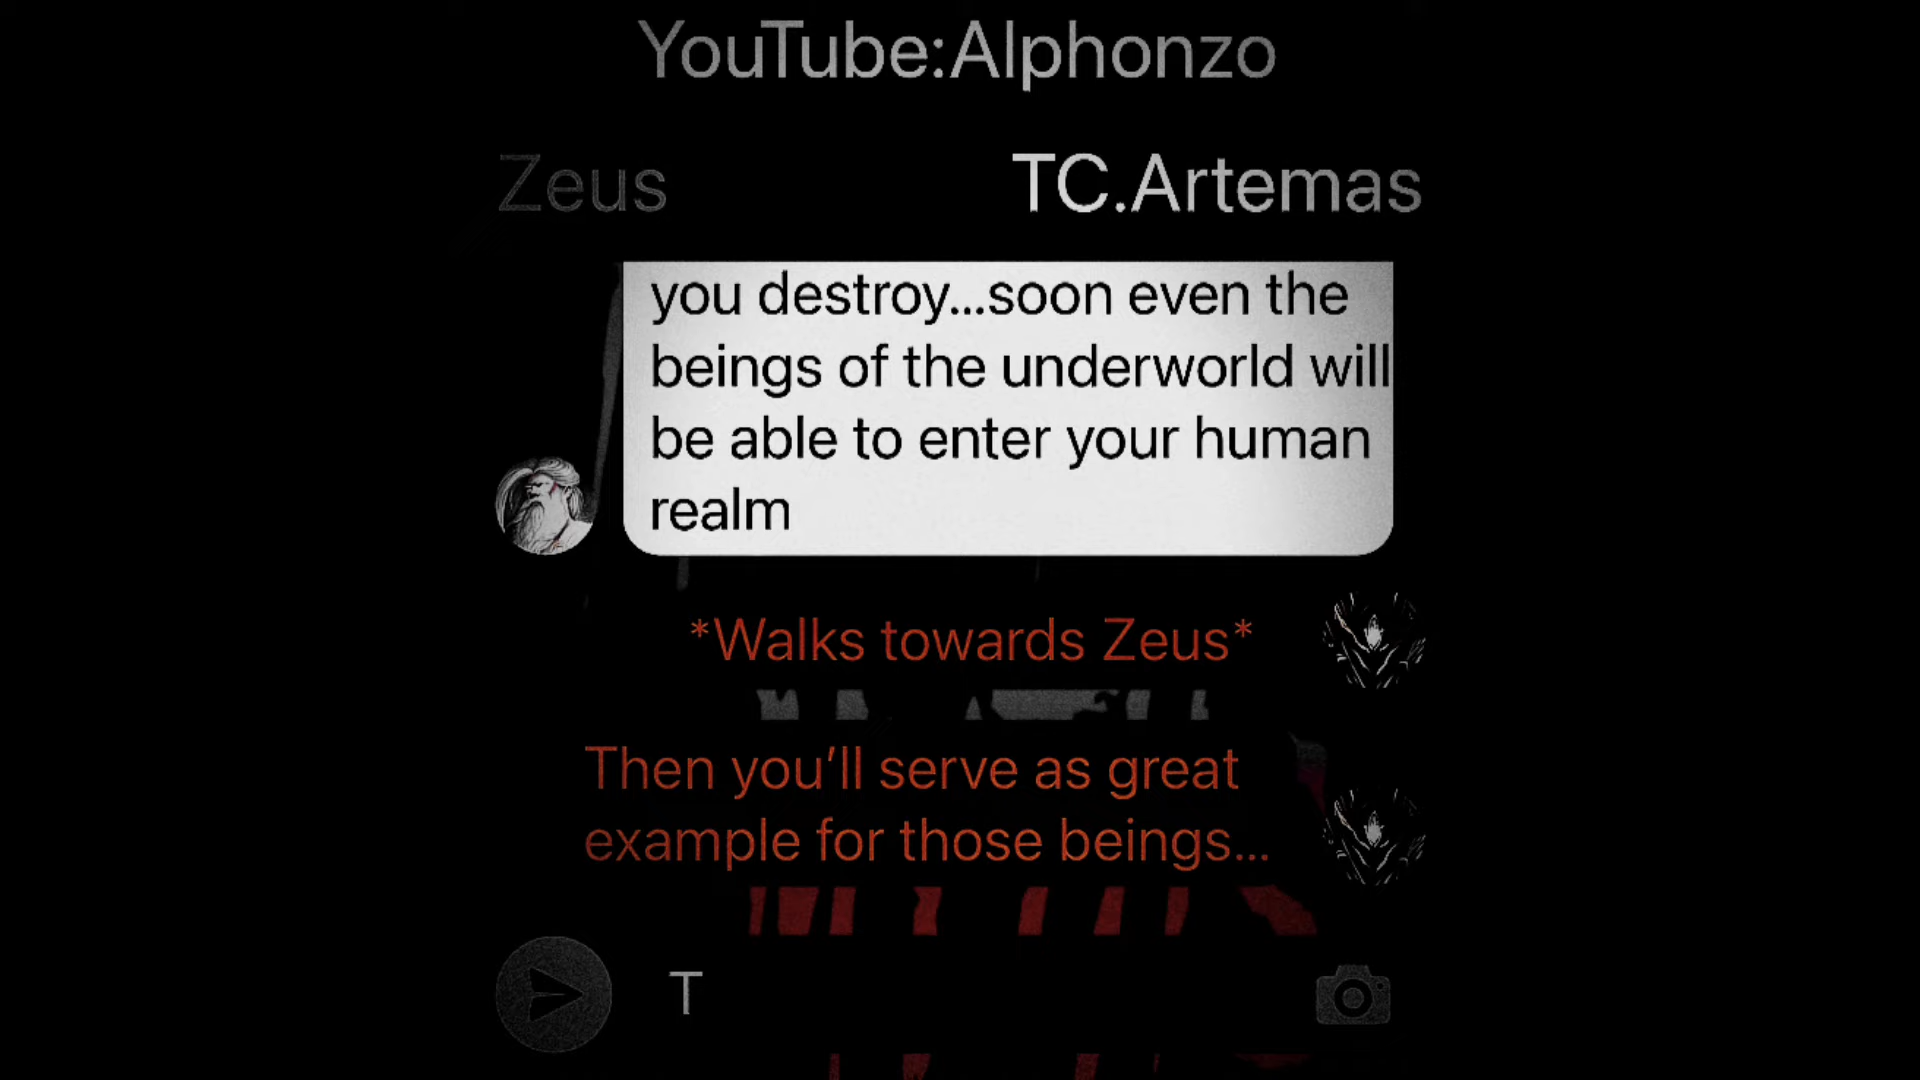 YouTube:Alphonzo
Zeus
TC.Artemas
you destroy...soon even the
beings of the underworld will
be able to enter your human
realm
*Walks towards Zeus*
Then you’ll serve as great
example for those beings...
T